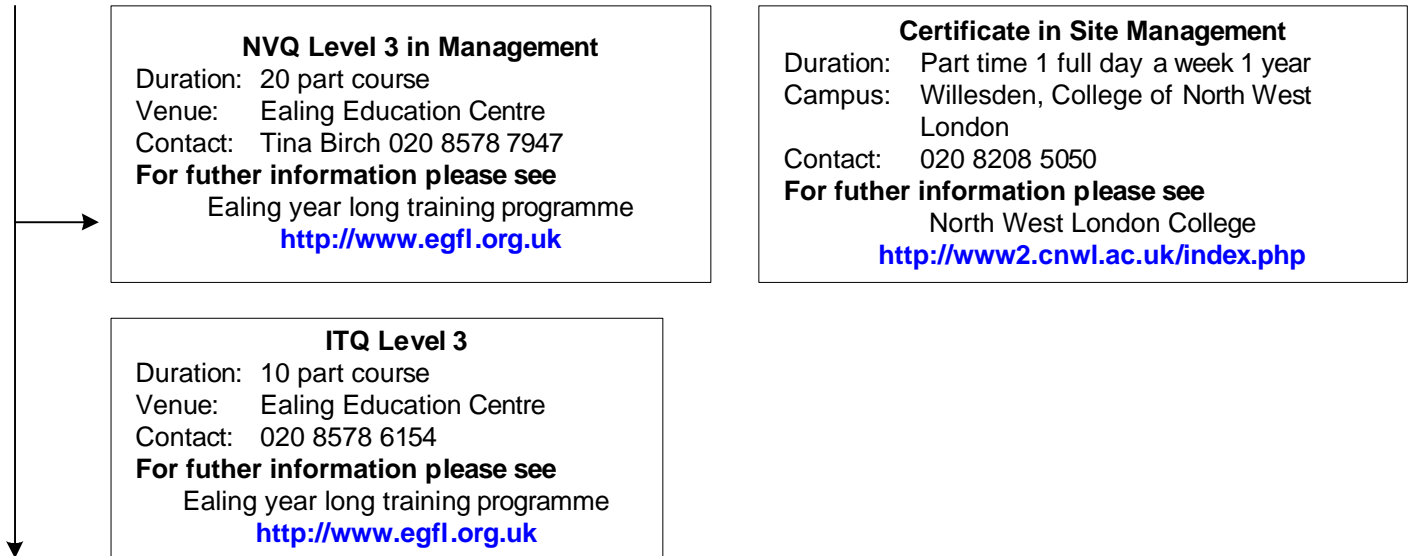 NVQ Level 3 in Management
Duration: 20 part course
Venue: Ealing Education Centre
Contact: Tina Birch 020 8578 7947
For futher information please see
Ealing year long training programme
http://www.egfl.org.uk
Certificate in Site Management
Duration: Part time 1 full day a week 1 year
Campus: Willesden, College of North West
London
Contact: 020 8208 5050
For futher information please see
North West London College
http://www2.cnwl.ac.uk/index.php
ITQ Level 3
Duration: 10 part course
Venue: Ealing Education Centre
Contact: 020 8578 6154
For futher information please see
Ealing year long training programme
http://www.egfl.org.uk